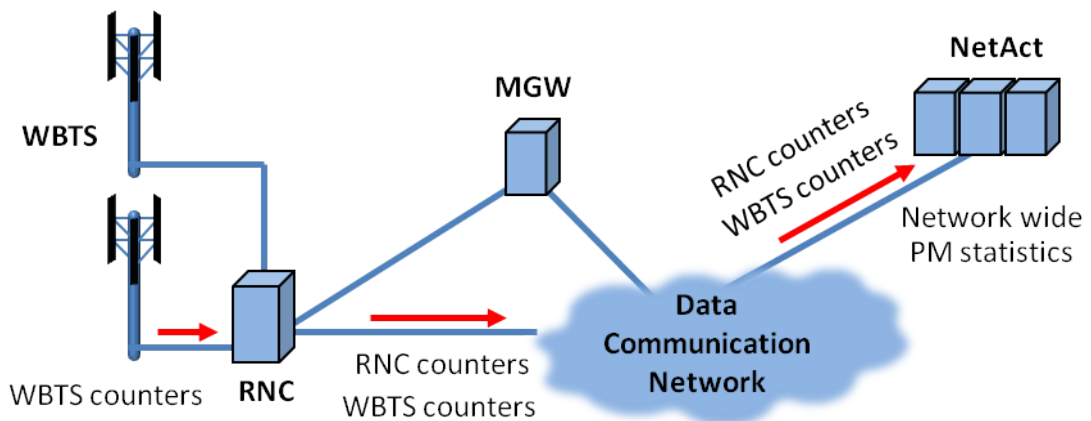 NetAct
MGW
WBTS
RNC counters
WBTS counters
Network wide
PM statistics
Data
Communication
Network
RNC counters
WBTS counters
WBTS counters
RNC